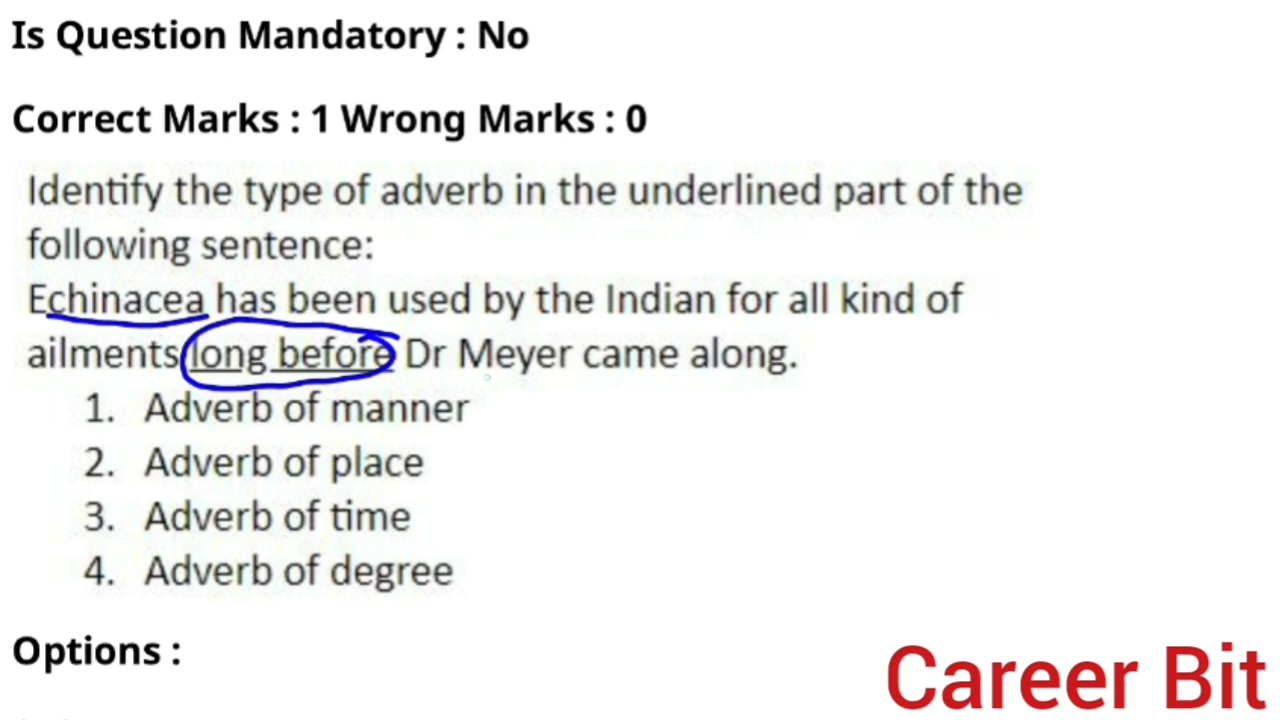 Is Question Mandatory : No
Correct Marks : 1 Wrong Marks : 0
Identify the type of adverb in the underlined part of the
following sentence:
Echinacea has been used by the Indian for all kind of
ailments long before Dr Meyer came along.
1. Adverb of manner
2. Adverb of place
3. Adverb of time
4. Adverb of degree
Options :
Career Bit